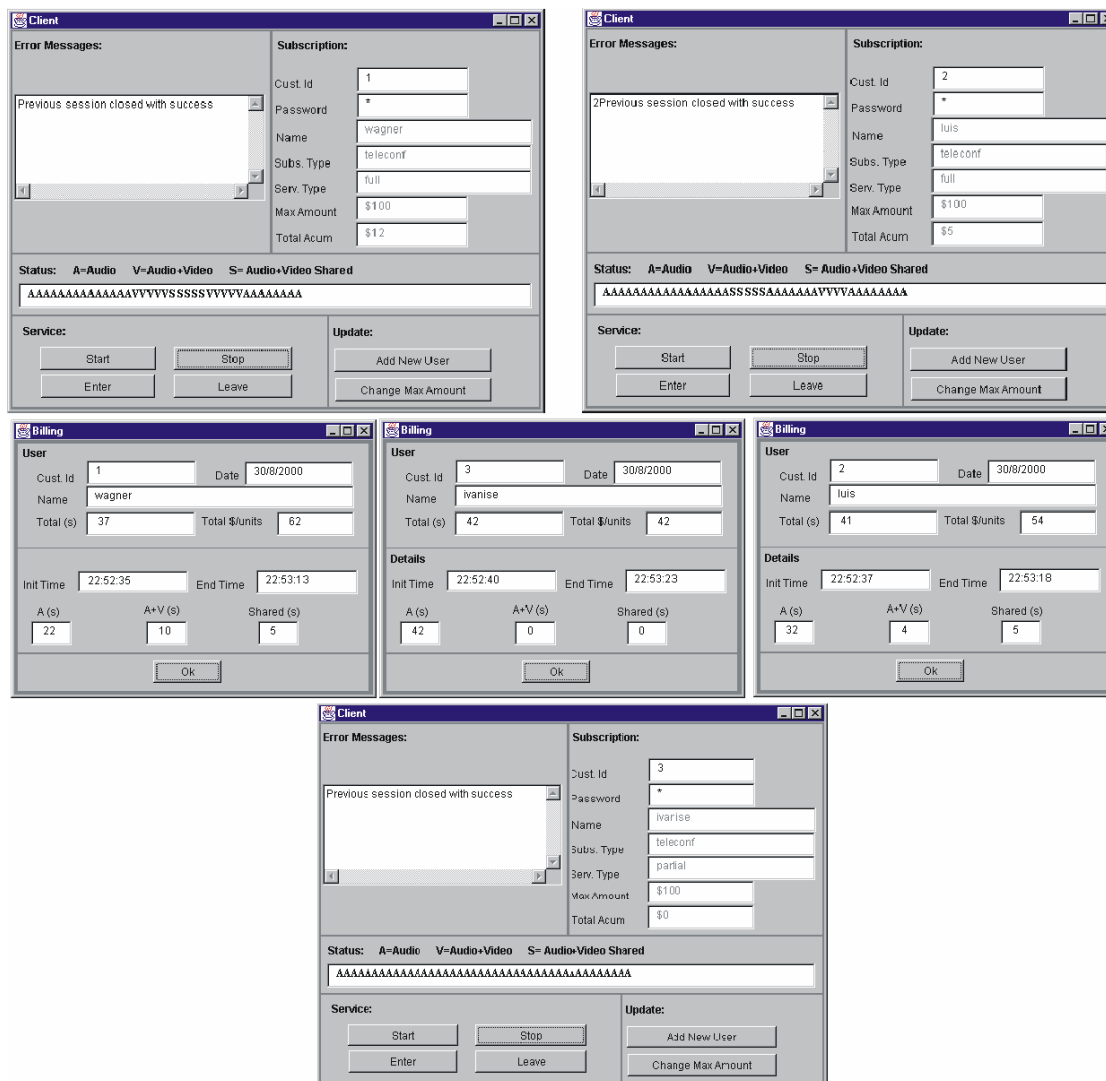 Client
Error Messages:
Previous session closed with success
Subscription:
Cust. Id 1
Password *
Name wagner
Subs. Type teleconf
Serv. Type full
Max Amount $100
Total Acum $12
Status: A=Audio V=Audio+Video S= Audio+Video Shared
AAAAAAAAAAAAAAVVVVVSSSSSVVVVVAAAAAAAA
Service:
Start Stop
Enter Leave
Update:
Add New User
Change Max Amount
Client
Error Messages:
2Previous session closed with success
Subscription:
Cust. Id 2
Password *
Name luis
Subs. Type teleconf
Serv. Type full
Max Amount $100
Total Acum $5
Status: A=Audio V=Audio+Video S= Audio+Video Shared
AAAAAAAAAAAAAAAAASSSSSAAAAAAAVVVVAAAAAAAA
Service:
Start Stop
Enter Leave
Update:
Add New User
Change Max Amount
Billing
User
Cust. Id 1 Date 30/8/2000
Name wagner
Total (s) 37 Total $/units 62
Init Time 22:52:35 End Time 22:53:13
A (s) A+V (s) Shared (s)
22 10 5
Ok
Billing
User
Cust. Id 3 Date 30/8/2000
Name ivanise
Total (s) 42 Total $/units 42
Details
Init Time 22:52:40 End Time 22:53:23
A (s) A+V (s) Shared (s)
42 0 0
Ok
Billing
User
Cust. Id 2 Date 30/8/2000
Name luis
Total (s) 41 Total $/units 54
Details
Init Time 22:52:37 End Time 22:53:18
A (s) A+V (s) Shared (s)
32 4 5
Ok
Client
Error Messages:
Previous session closed with success
Subscription:
Cust. Id 3
Password *
Name ivarise
Subs. Type teleconf
Serv. Type partial
Max Amount $100
Total Acum $0
Status: A=Audio V=Audio+Video S= Audio+Video Shared
AAAAAAAAAAAAAAAAAAAAAAAAAAAAAAAAAAAAAAAAAA
Service:
Start Stop
Enter Leave
Update:
Add New User
Change Max Amount